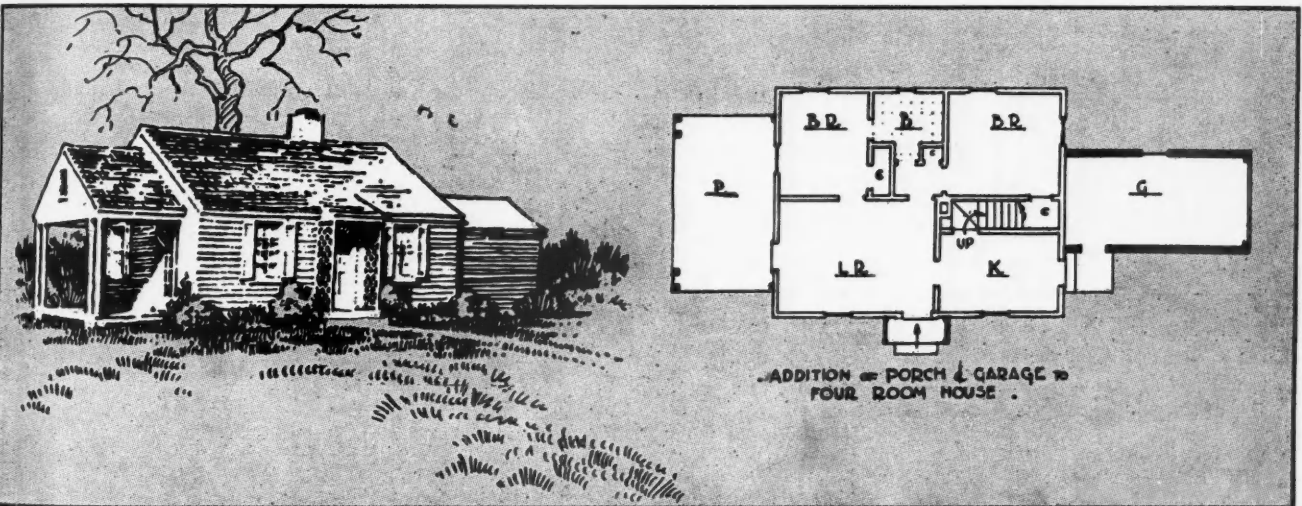 B.R. B. B.R.
C
C
P. G.
C
UP
L.R. K.
ADDITION OF PORCH & GARAGE TO
FOUR ROOM HOUSE .